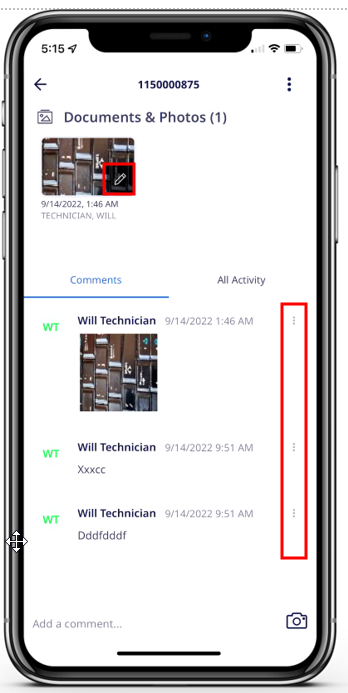 5:15
1150000875
Documents & Photos (1)
9/14/2022, 1:46 AM
TECHNICIAN, WILL
Comments All Activity
WT Will Technician 9/14/2022 1:46 AM
WT Will Technician 9/14/2022 9:51 AM
Xxxcc
WT Will Technician 9/14/2022 9:51 AM
Dddfdddf
Add a comment...